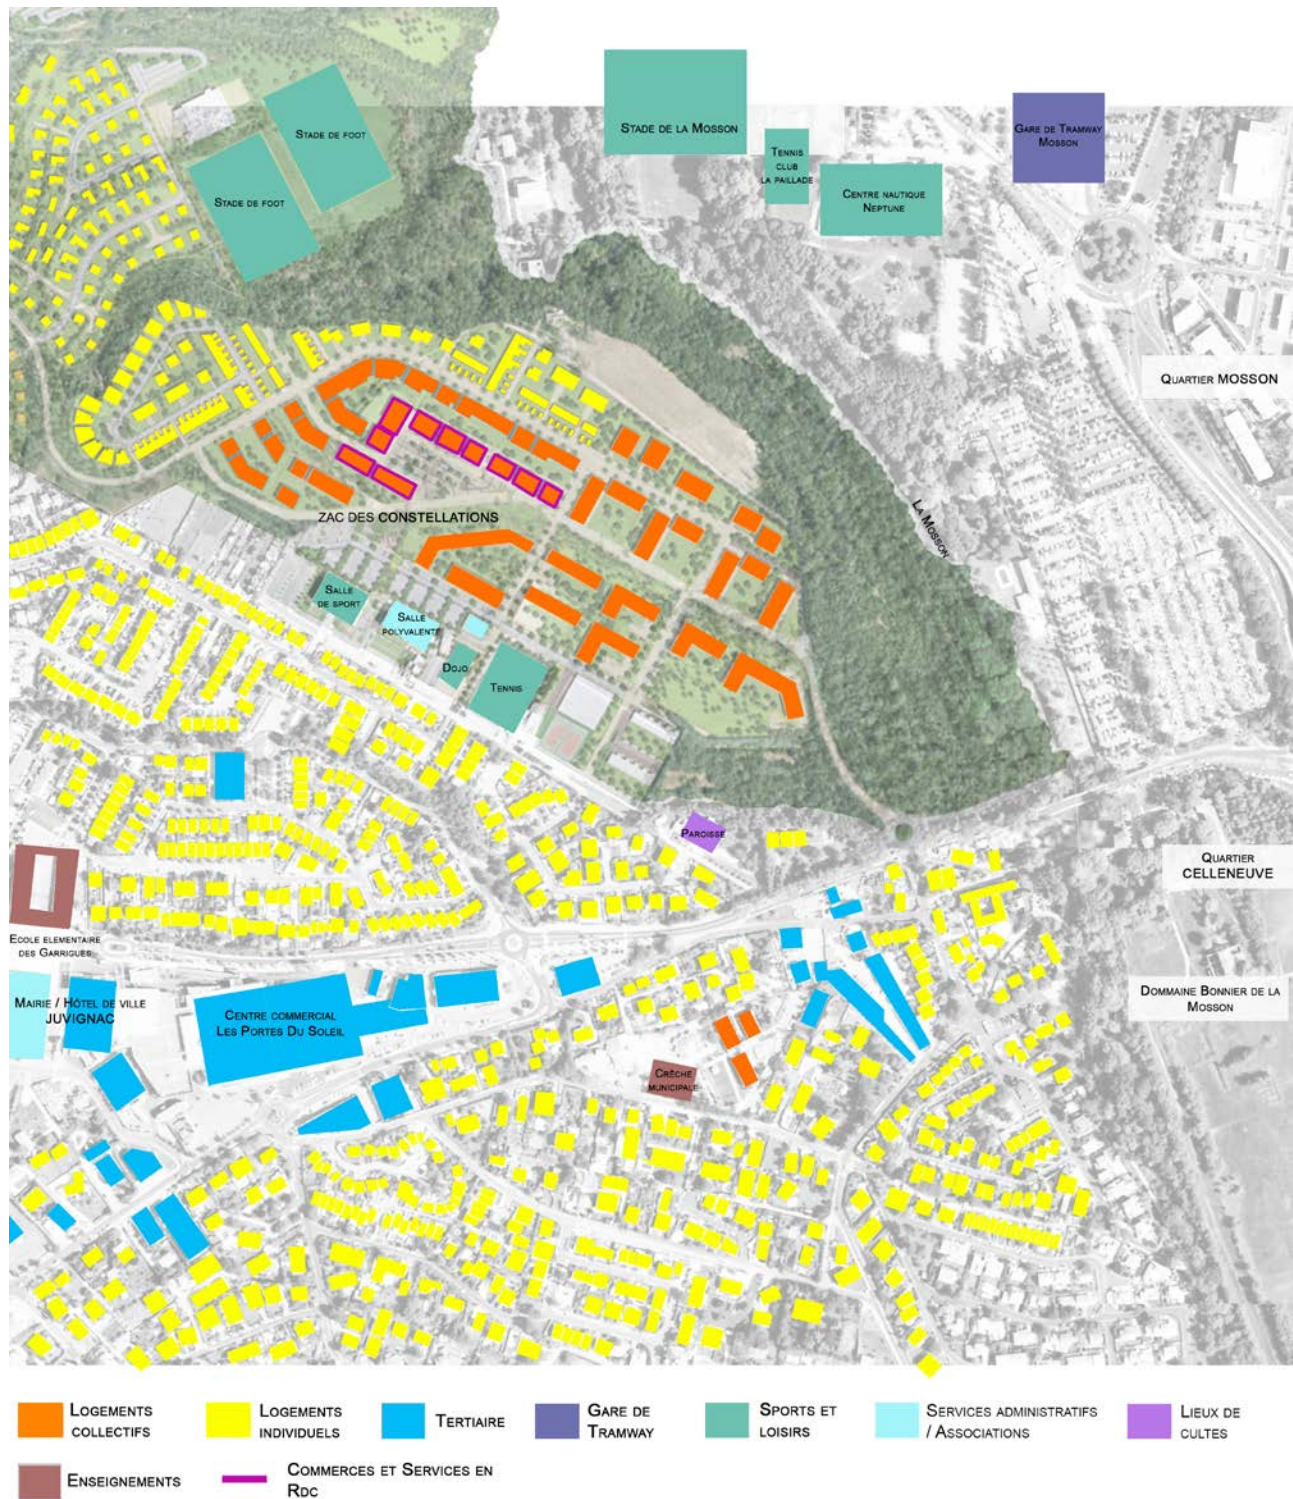 STADE DE FOOT
STADE DE LA MOSSON
GARE DE TRAMWAY
MOSSON
TENNIS
CLUB
LA PAILLADE
STADE DE FOOT
CENTRE NAUTIQUE
NEPTUNE
QUARTIER MOSSON
ZAC DES CONSTELLATIONS
LA MOSSON
SALLE
DE SPORT
SALLE
POLYVALENTE
DOJO
TENNIS
PAROISSE
QUARTIER
CELLENEUVE
ECOLE ELEMENTAIRE
DES GARRIGUES
MAIRIE / HÔTEL DE VILLE
JUVIGNAC
CENTRE COMMERCIAL
LES PORTES DU SOLEIL
DOMMAINE BONNIER DE LA
MOSSON
CRÈCHE
MUNICIPALE
LOGEMENTS
COLLECTIFS
LOGEMENTS
INDIVIDUELS
TERTIAIRE
GARE DE
TRAMWAY
SPORTS ET
LOISIRS
SERVICES ADMINISTRATIFS
/ ASSOCIATIONS
LIEUX DE
CULTES
ENSEIGNEMENTS
COMMERCES ET SERVICES EN
RDC